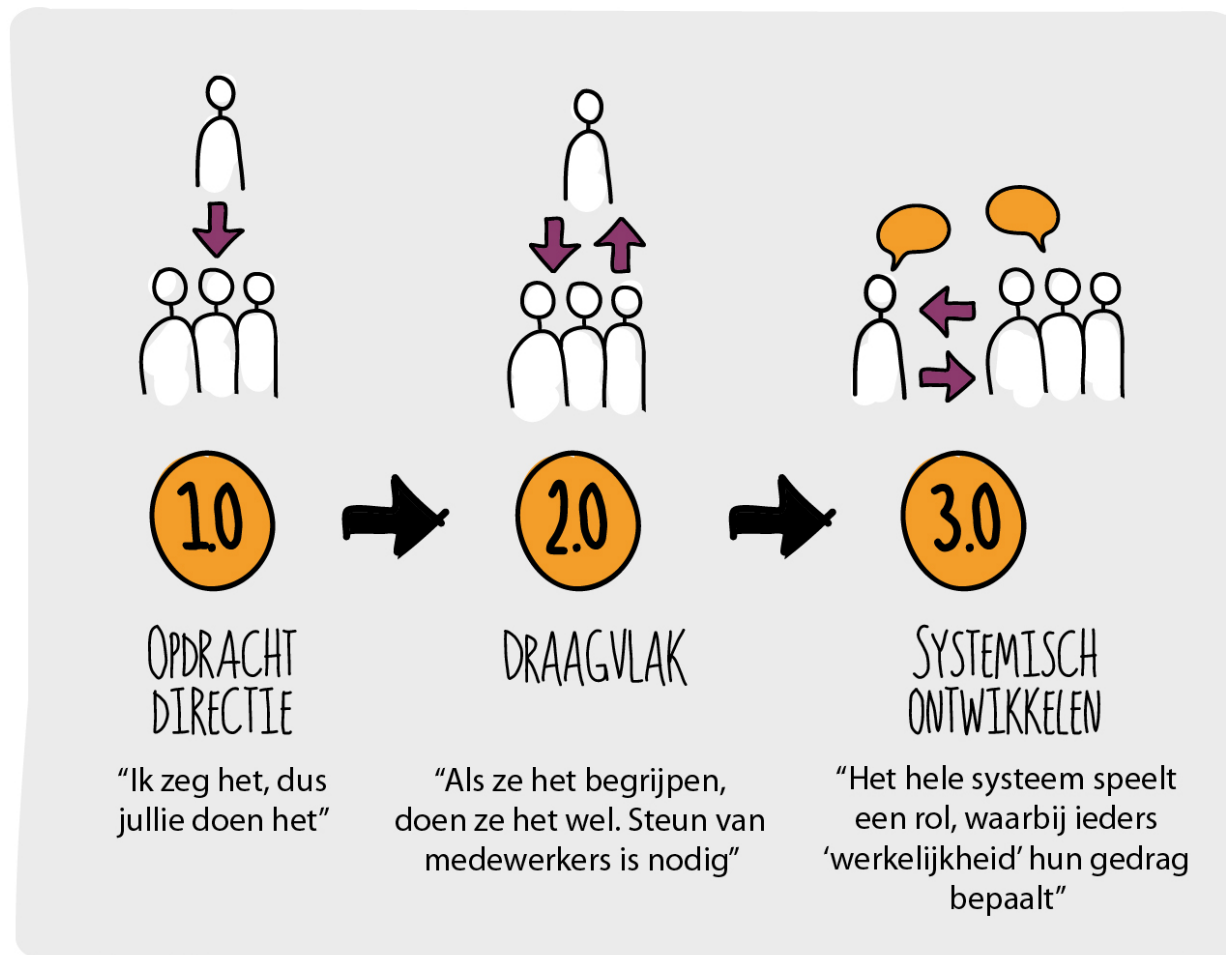 1.0
2.0
3.0
OPDRACHT
DIRECTIE
DRAAGVLAK
SYSTEMISCH
ONTWIKKELEN
“Ik zeg het, dus
jullie doen het”
“Als ze het begrijpen,
doen ze het wel. Steun van
medewerkers is nodig”
“Het hele systeem speelt
een rol, waarbij ieders
‘werkelijkheid’ hun gedrag
bepaalt”